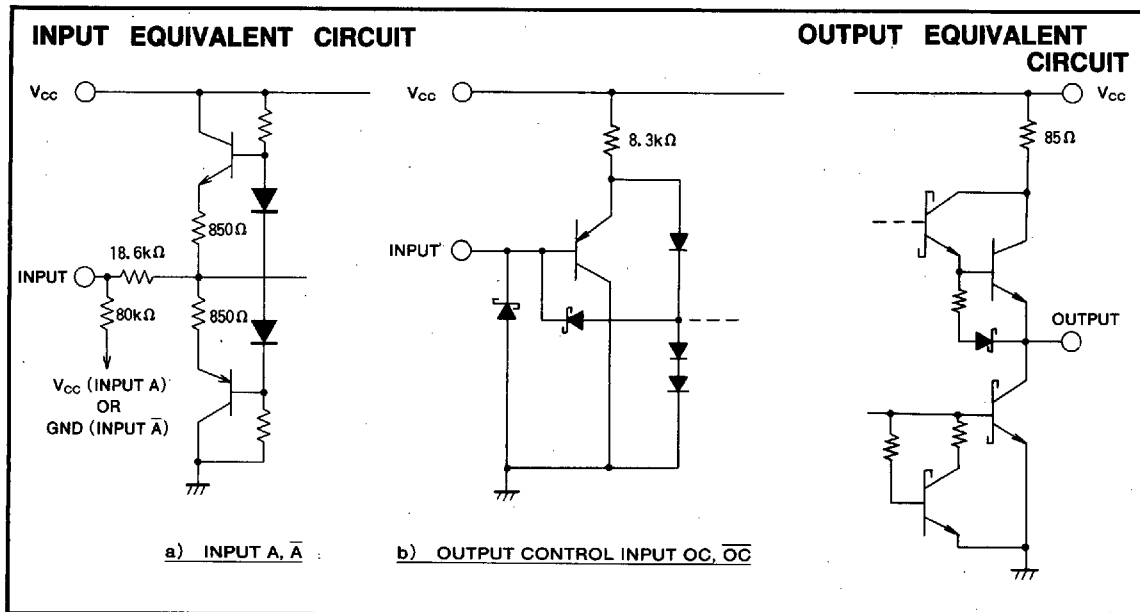 INPUT EQUIVALENT CIRCUIT
OUTPUT EQUIVALENT
CIRCUIT
VCC
850Ω
18.6kΩ
INPUT
80kΩ
850Ω
VCC (INPUT A)
OR
GND (INPUT A̅)
a) INPUT A, A̅
VCC
8.3kΩ
INPUT
b) OUTPUT CONTROL INPUT OC, O̅C̅
VCC
85Ω
OUTPUT